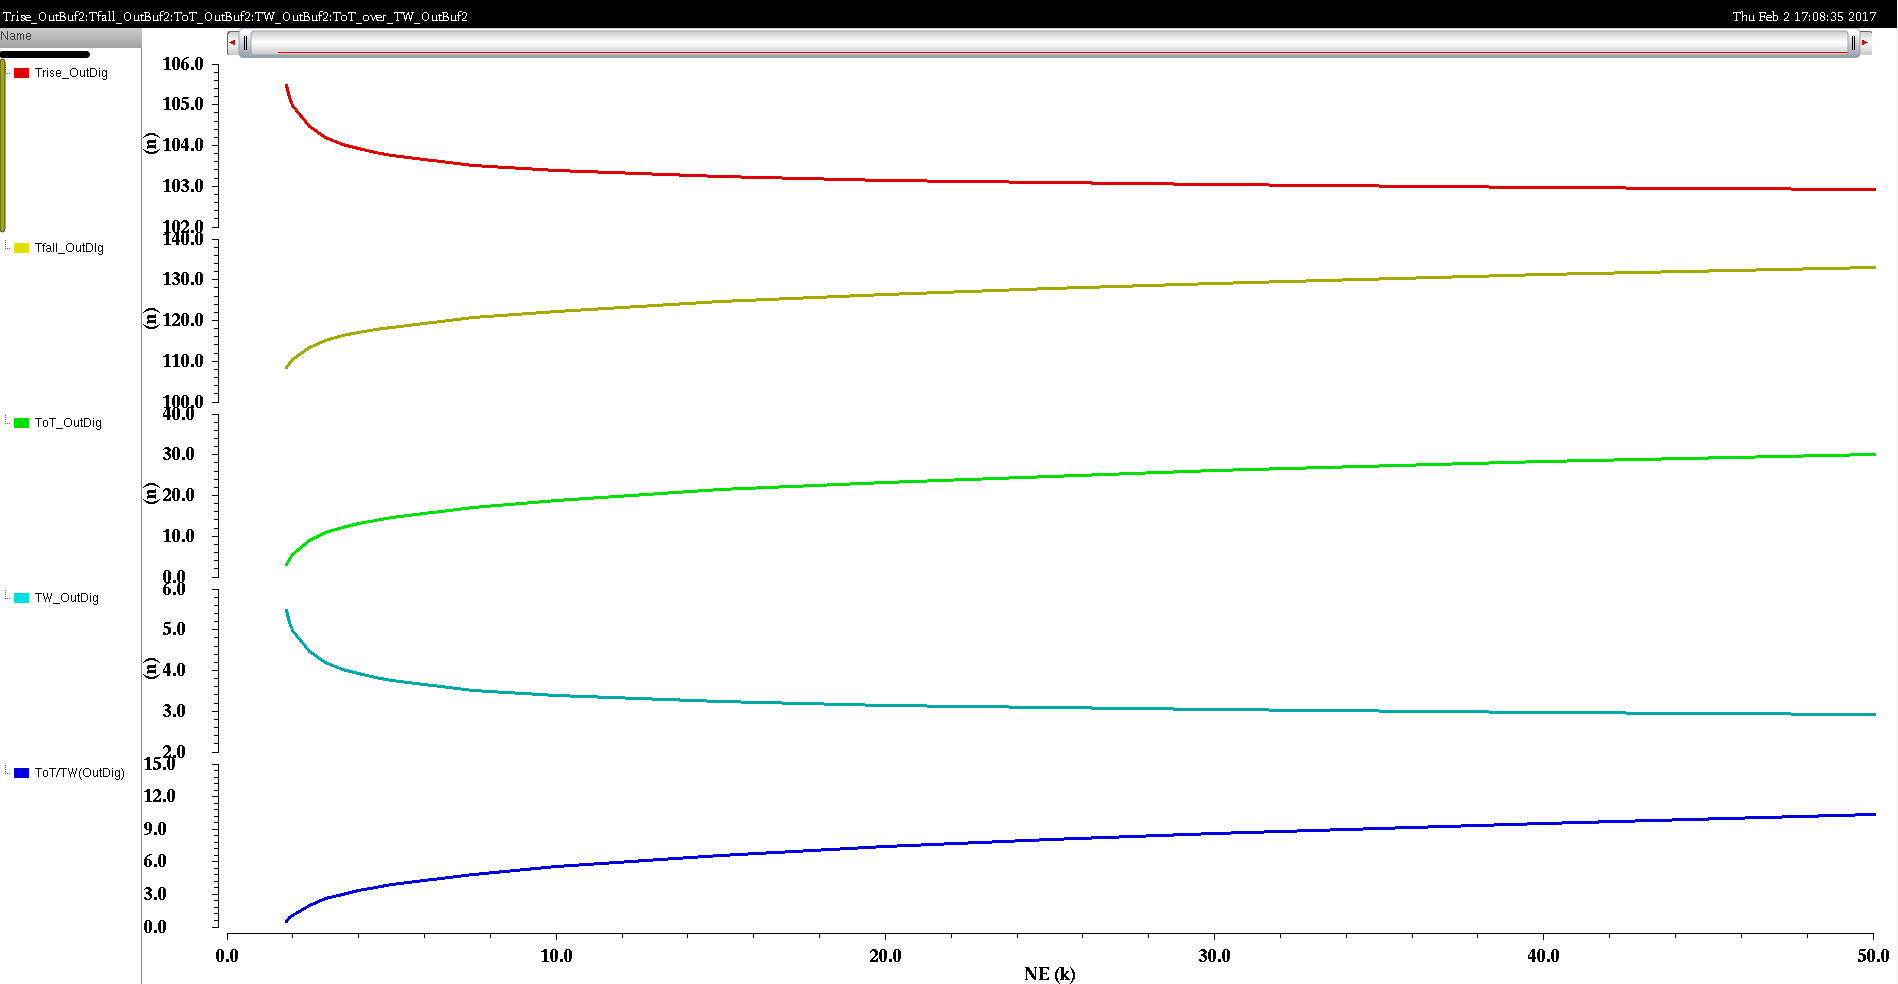 Trise_OutBuf2:Tfall_OutBuf2:ToT_OutBuf2:TW_OutBuf2:ToT_over_TW_OutBuf2
Thu Feb 2 17:08:35 2017
Name
Trise_OutDig
106.0
105.0
104.0
103.0
102.0
(n)
Tfall_OutDIg
140.0
130.0
120.0
110.0
100.0
(n)
ToT_OutDig
40.0
30.0
20.0
10.0
0.0
(n)
TW_OutDig
6.0
5.0
4.0
3.0
2.0
(n)
ToT/TW(OutDig)
15.0
12.0
9.0
6.0
3.0
0.0
0.0 10.0 20.0 30.0 40.0 50.0
NE (k)